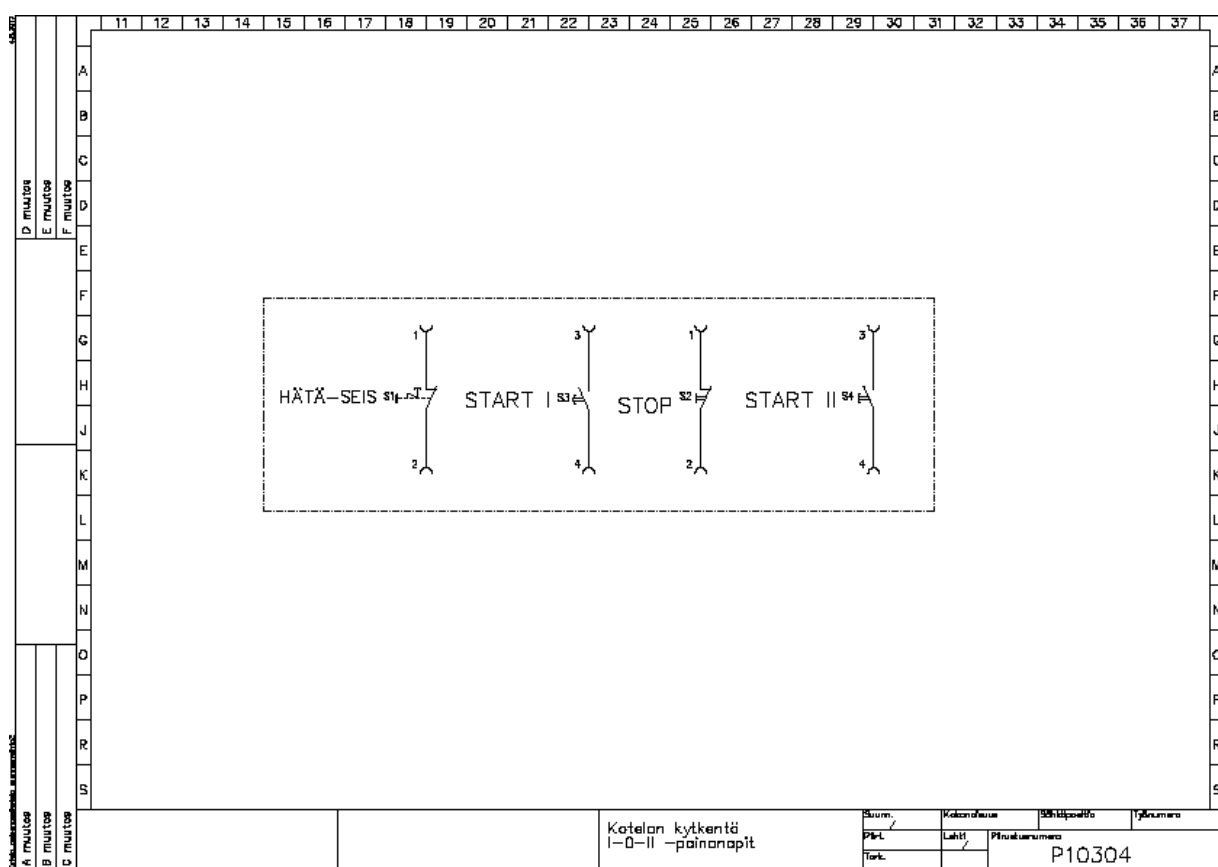 11 12 13 14 15 16 17 18 19 20 21 22 23 24 25 26 27 28 29 30 31 32 33 34 35 36 37
A A
B B
C C
D D
E E
F F
G G
H H
J J
K K
L L
M M
N N
O O
P P
R R
S S
D muutos
E muutos
F muutos
A muutos
B muutos
C muutos
1 3 1 3
HÄTÄ-SEIS S1 START I S3 STOP S2 START II S4
2 4 2 4
Kotelon kytkentä
I-0-II -painonapit
Suunn. Kokonaisuus Työnumero
/
Piirt. Lehti Piirustusnumero
/
Tark. P10304